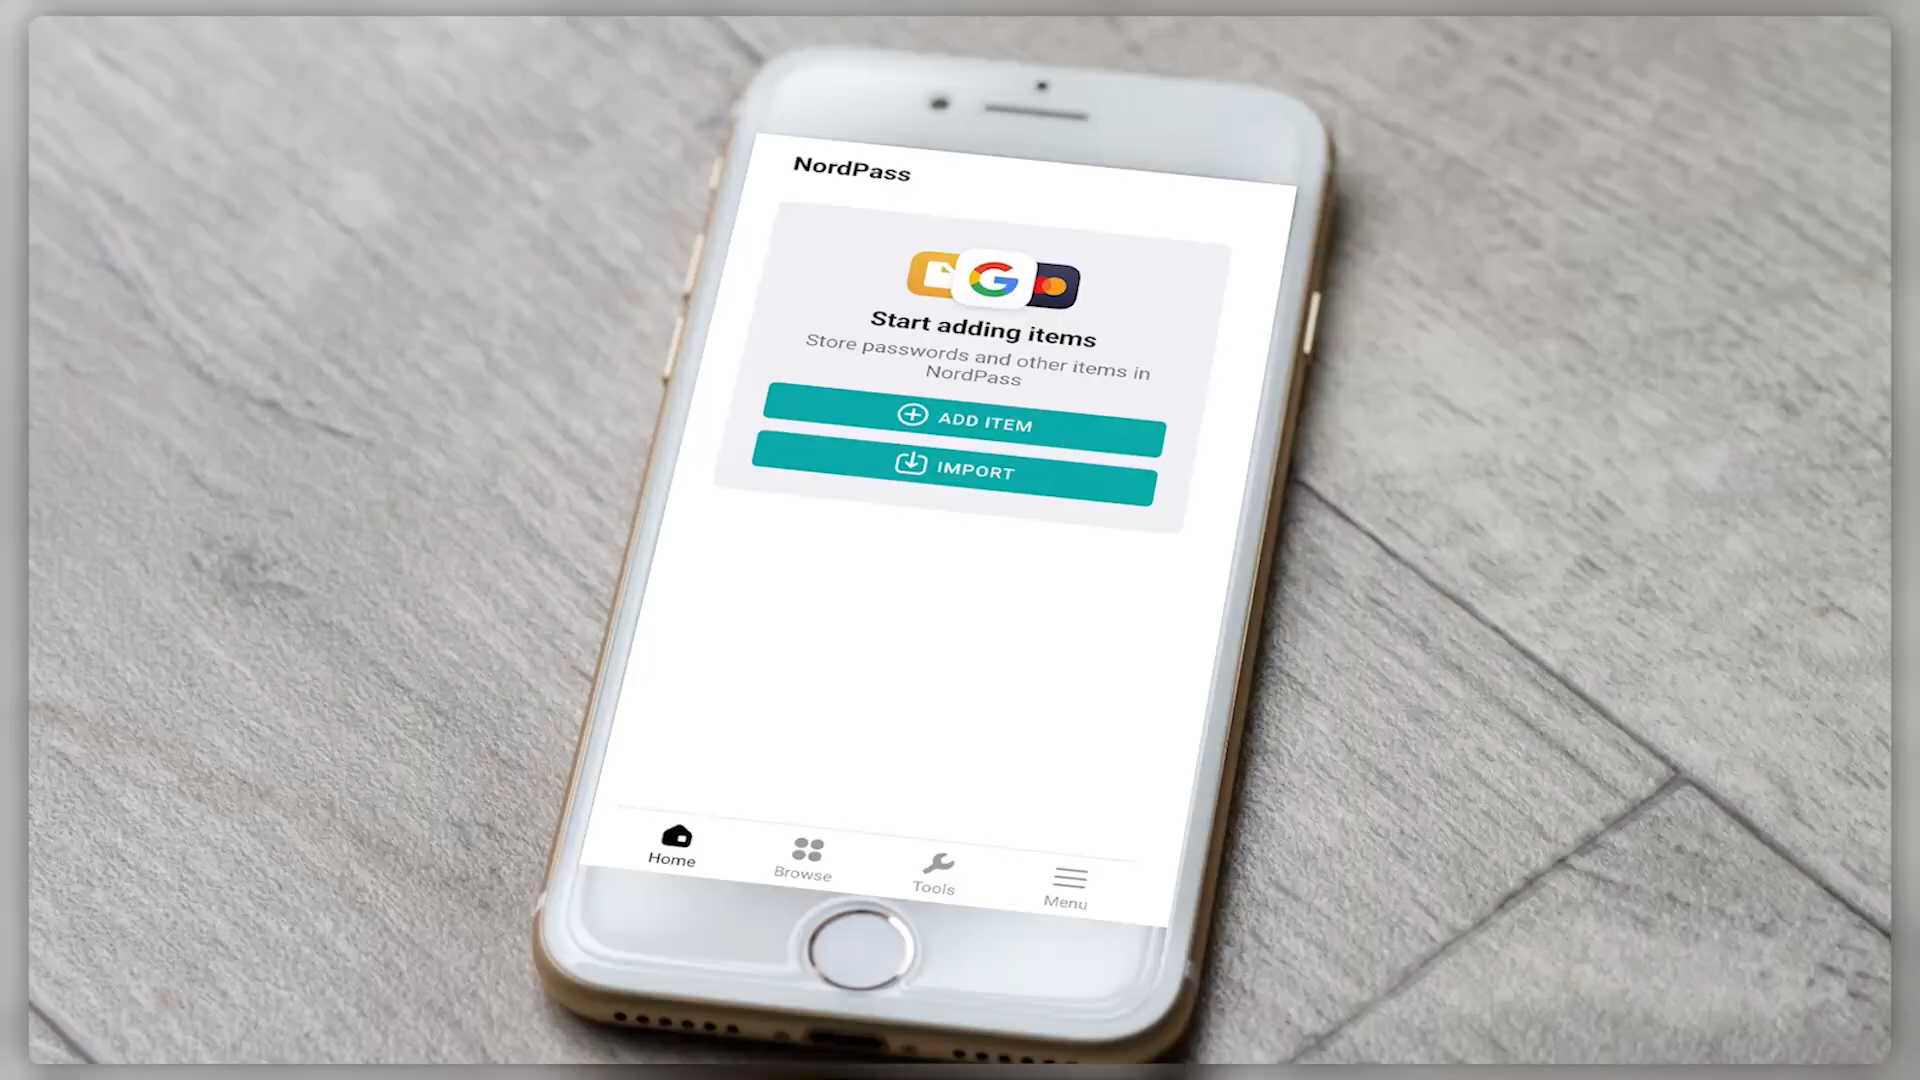 NordPass
Start adding items
Store passwords and other items in
NordPass
ADD ITEM
IMPORT
Home
Browse
Tools
Menu